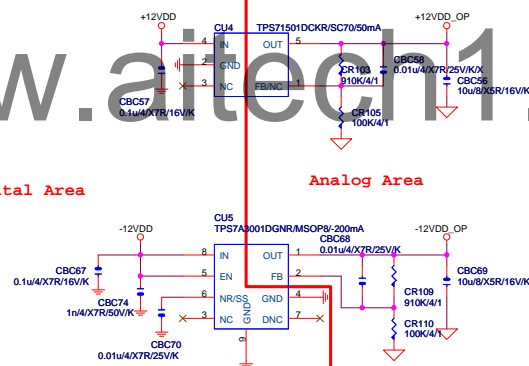 +12VDD
+12VDD_OP
CU4
TPS71501DCKR/SC70/50mA
4 IN OUT 5
2 GND
3 NC FB/NC 1
CBC58
0.01u/4/X7R/25V/K/X
CR103
910K/4/1
CBC56
10u/8/X5R/16V/K
CBC57
0.1u/4/X7R/16V/K
CR105
100K/4/1
w.aitech1.
ital Area
Analog Area
-12VDD
-12VDD_OP
CU5
TPS7A3001DGNR/MSOP8/-200mA
CBC68
0.01u/4/X7R/25V/K
8 IN OUT 1
5 EN FB 2
6 NR/SS GND 4
3 NC DNC 7
GND
9
CBC67
0.1u/4/X7R/16V/K
CBC74
1n/4/X7R/50V/K
CBC70
0.01u/4/X7R/25V/K
CR109
910K/4/1
CBC69
10u/8/X5R/16V/K
CR110
100K/4/1